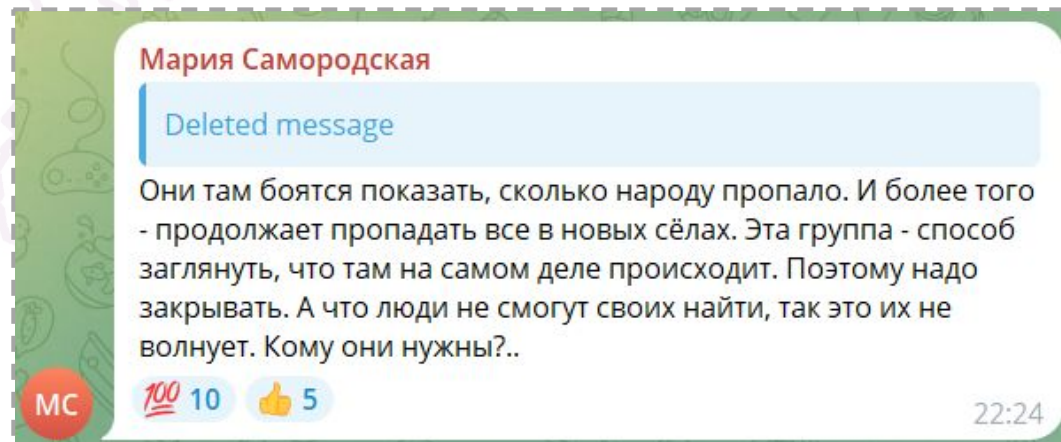 Мария Самородская
Deleted message
Они там боятся показать, сколько народу пропало. И более того
- продолжает пропадать все в новых сёлах. Эта группа - способ
заглянуть, что там на самом деле происходит. Поэтому надо
закрывать. А что люди не смогут своих найти, так это их не
волнует. Кому они нужны?..
💯 10 👍 5
МС
22:24